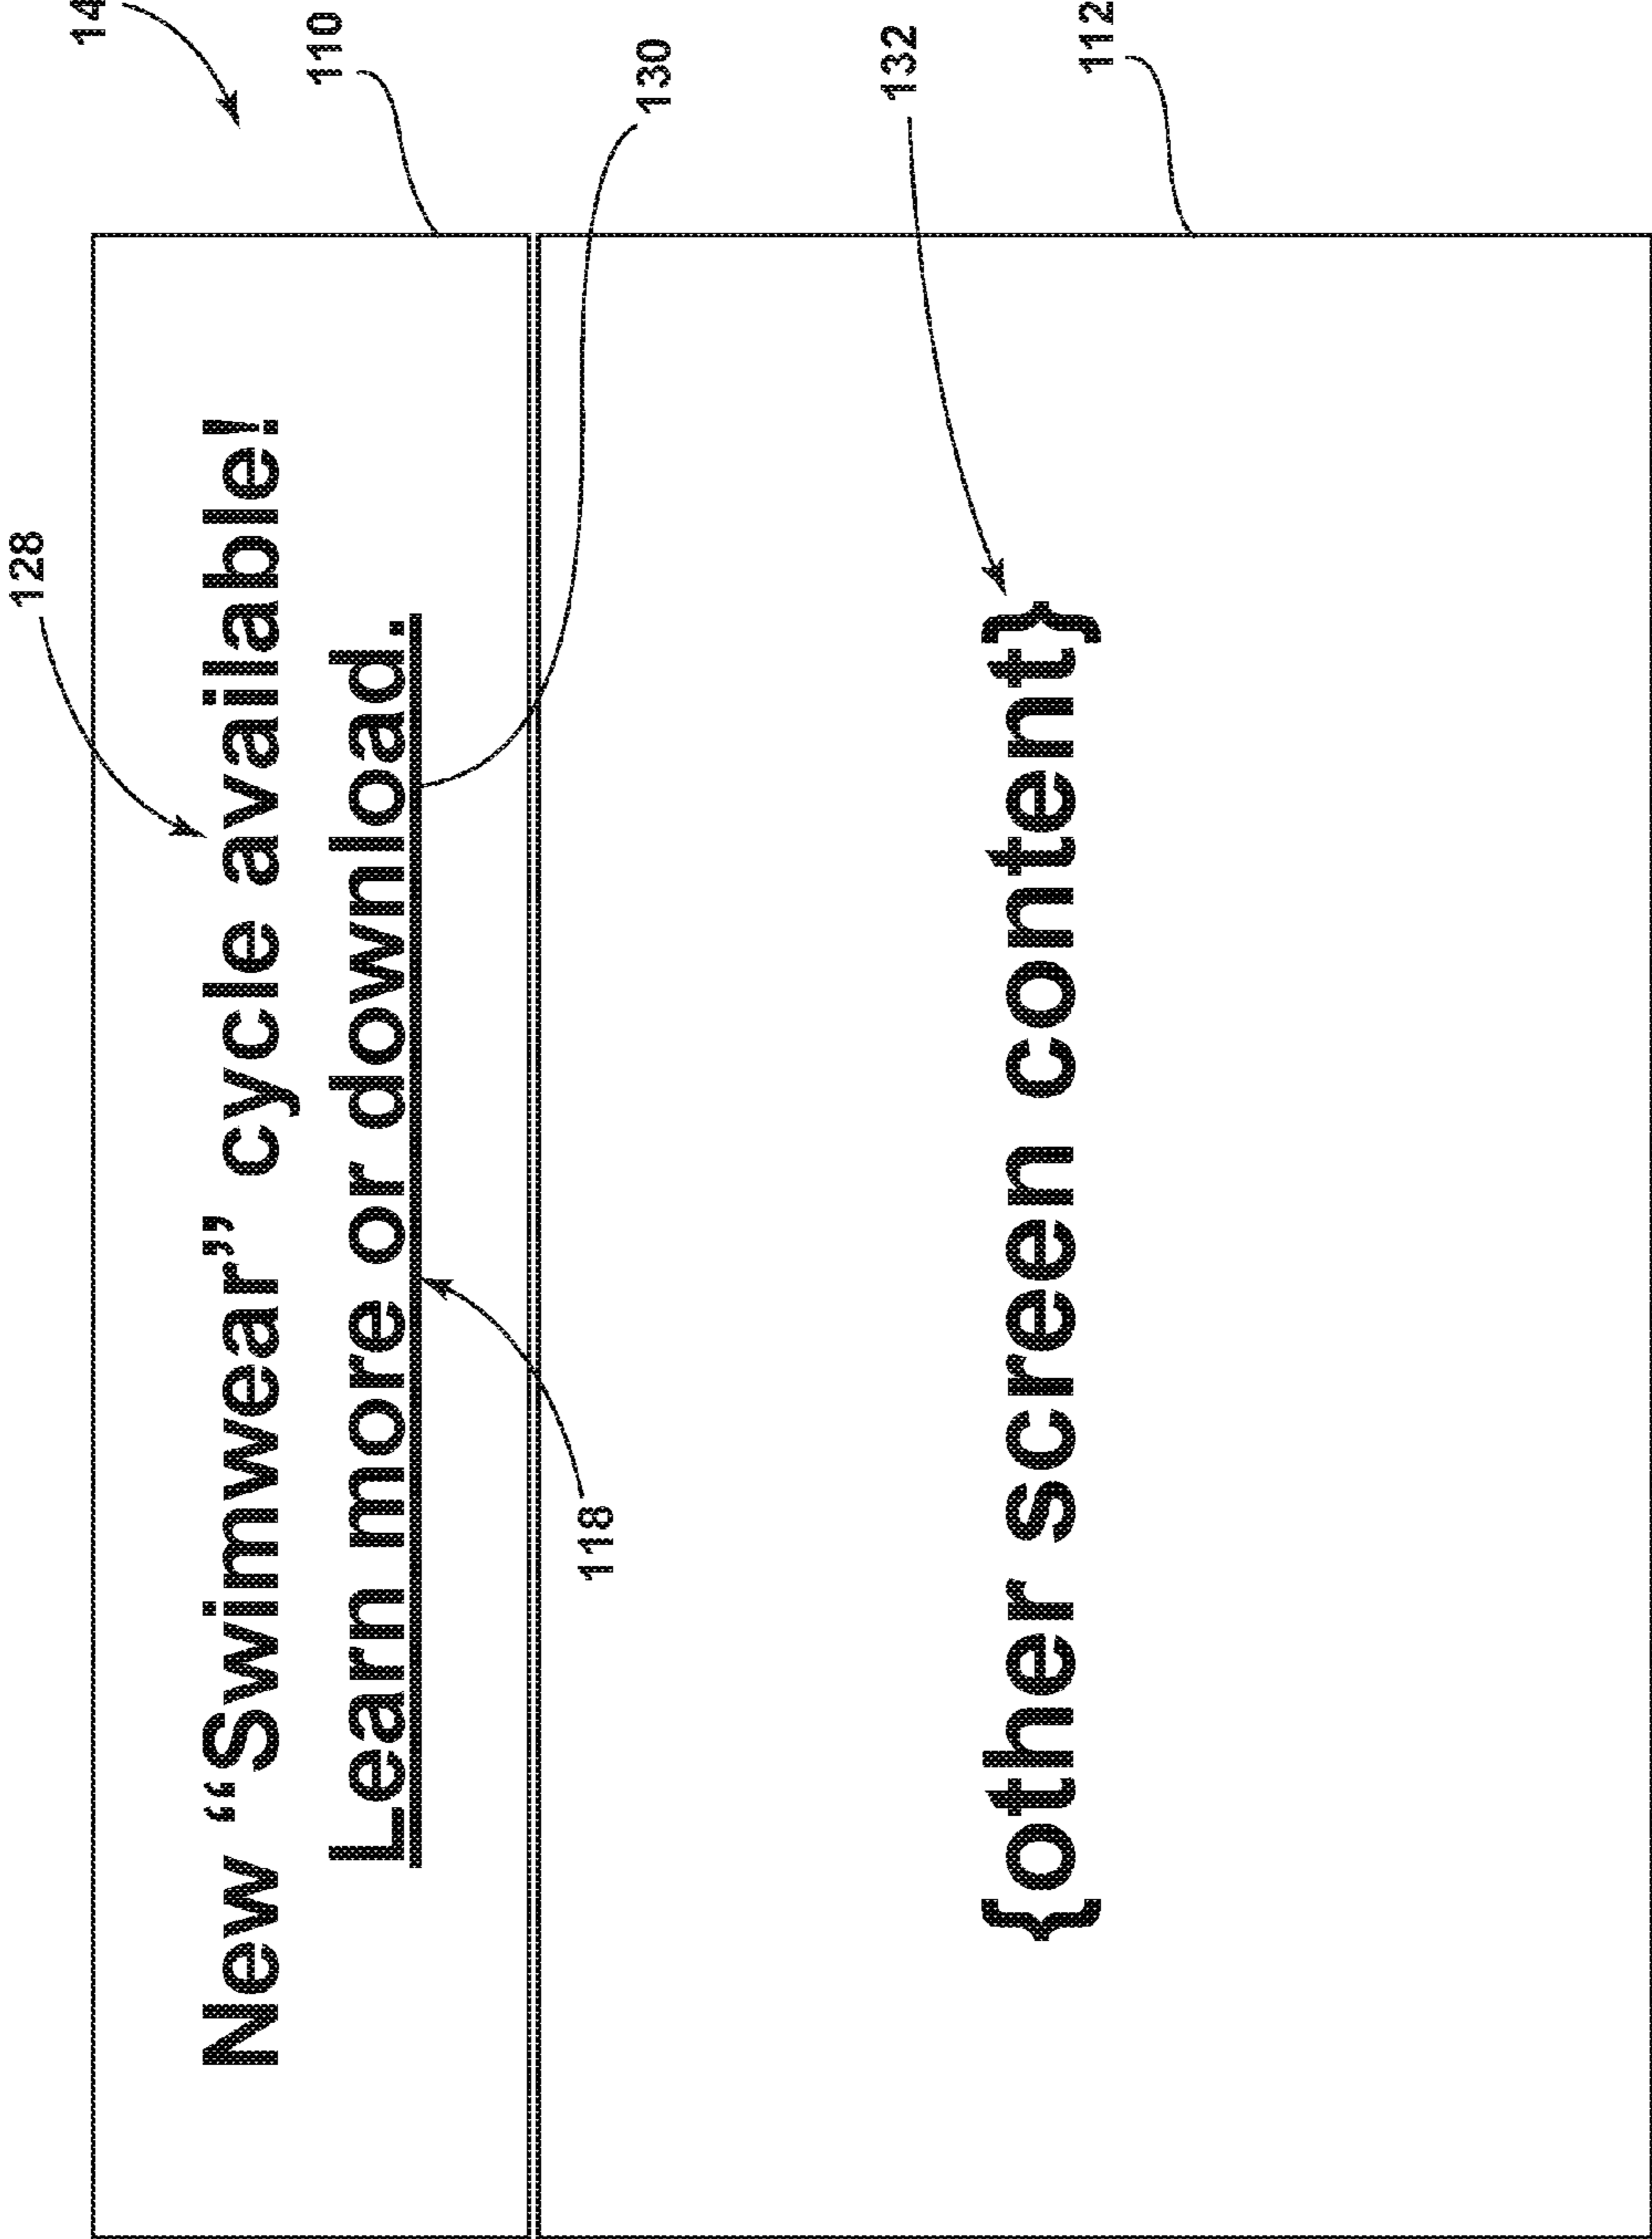 128
14
New “Swimwear” cycle available!
110
Learn more or download.
118
130
132
{other screen content}
112